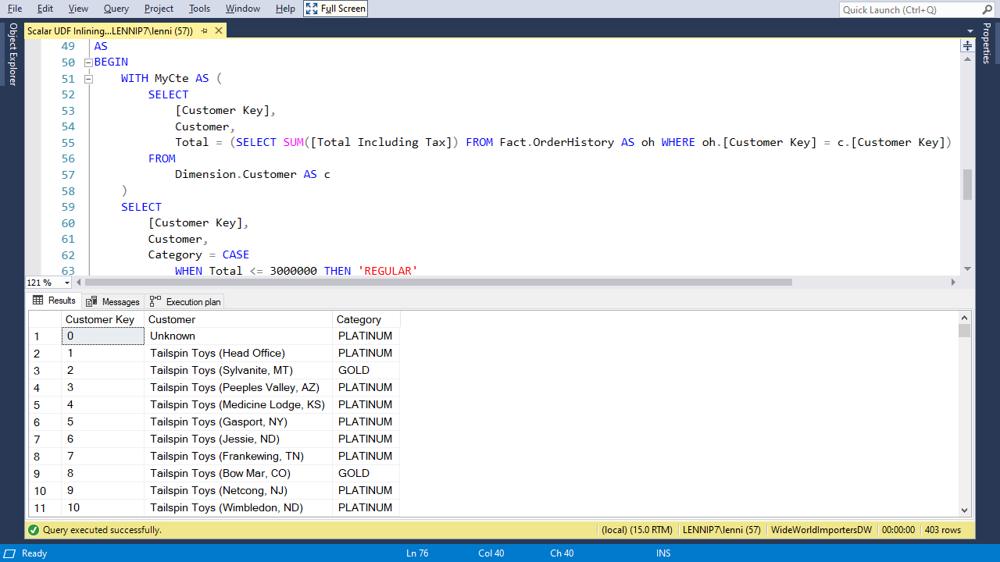 File Edit View Query Project Tools Window Help Full Screen
Quick Launch (Ctrl+Q)
Object Explorer
Scalar UDF Inlining...LENNIP7\lenni (57))
Properties
49 AS
50 BEGIN
51 WITH MyCte AS (
52 SELECT
53 [Customer Key],
54 Customer,
55 Total = (SELECT SUM([Total Including Tax]) FROM Fact.OrderHistory AS oh WHERE oh.[Customer Key] = c.[Customer Key])
56 FROM
57 Dimension.Customer AS c
58 )
59 SELECT
60 [Customer Key],
61 Customer,
62 Category = CASE
63 WHEN Total <= 3000000 THEN 'REGULAR'
121 %
Results Messages Execution plan
Customer Key Customer Category
1 0 Unknown PLATINUM
2 1 Tailspin Toys (Head Office) PLATINUM
3 2 Tailspin Toys (Sylvanite, MT) GOLD
4 3 Tailspin Toys (Peeples Valley, AZ) PLATINUM
5 4 Tailspin Toys (Medicine Lodge, KS) PLATINUM
6 5 Tailspin Toys (Gasport, NY) PLATINUM
7 6 Tailspin Toys (Jessie, ND) PLATINUM
8 7 Tailspin Toys (Frankewing, TN) PLATINUM
9 8 Tailspin Toys (Bow Mar, CO) GOLD
10 9 Tailspin Toys (Netcong, NJ) PLATINUM
11 10 Tailspin Toys (Wimbledon, ND) PLATINUM
Query executed successfully. (local) (15.0 RTM) LENNIP7\lenni (57) WideWorldImportersDW 00:00:00 403 rows
Ready Ln 76 Col 40 Ch 40 INS